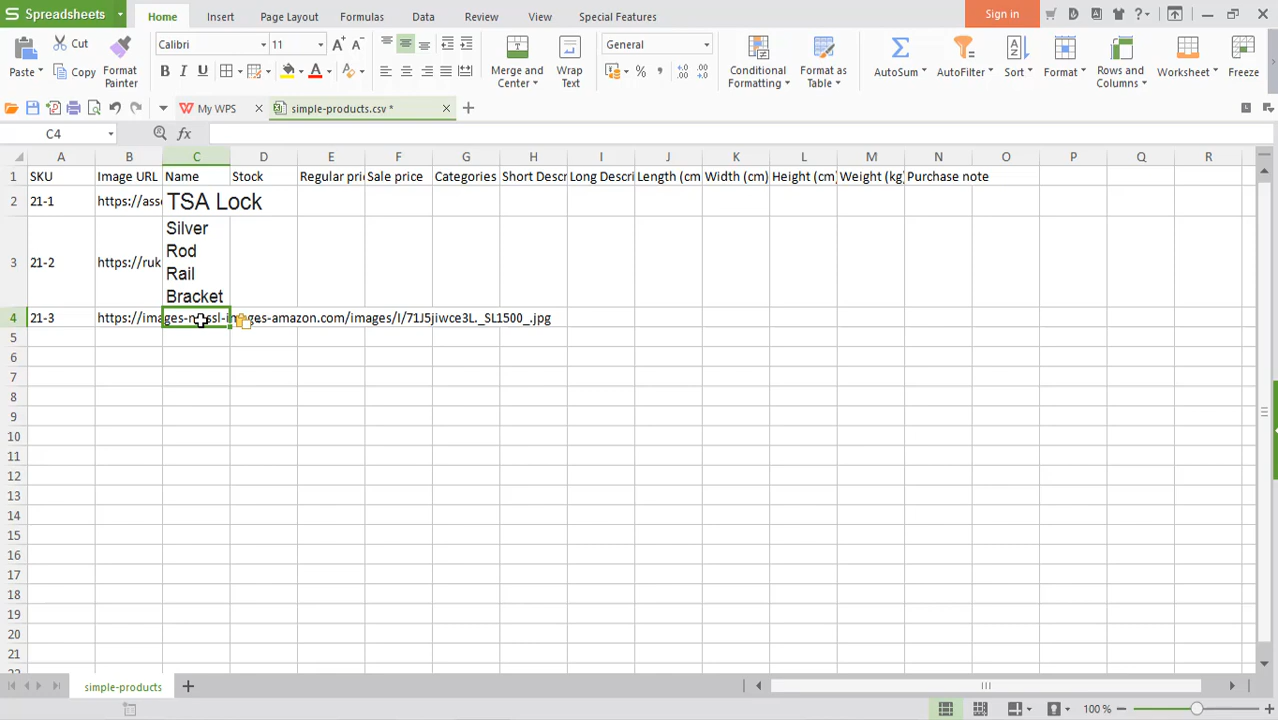 Spreadsheets
Home
Insert
Page Layout
Formulas
Data
Review
View
Special Features
Sign in
Cut
Copy
Paste
Format Painter
Calibri
11
B I U
Merge and Center
Wrap Text
General
Conditional Formatting
Format as Table
AutoSum
AutoFilter
Sort
Format
Rows and Columns
Worksheet
Freeze
My WPS
simple-products.csv *
C4
fx
A B C D E F G H I J K L M N O P Q R
1 SKU Image URL Name Stock Regular pri Sale price Categories Short Descr Long Descri Length (cm Width (cm) Height (cm) Weight (kg) Purchase note
2 21-1 https://ass TSA Lock
3 21-2 https://ruk Silver
Rod
Rail
Bracket
4 21-3 https://images-na.ssl-images-amazon.com/images/I/71J5jiwce3L._SL1500_.jpg
5
6
7
8
9
10
11
12
13
14
15
16
17
18
19
20
21
simple-products
100 %